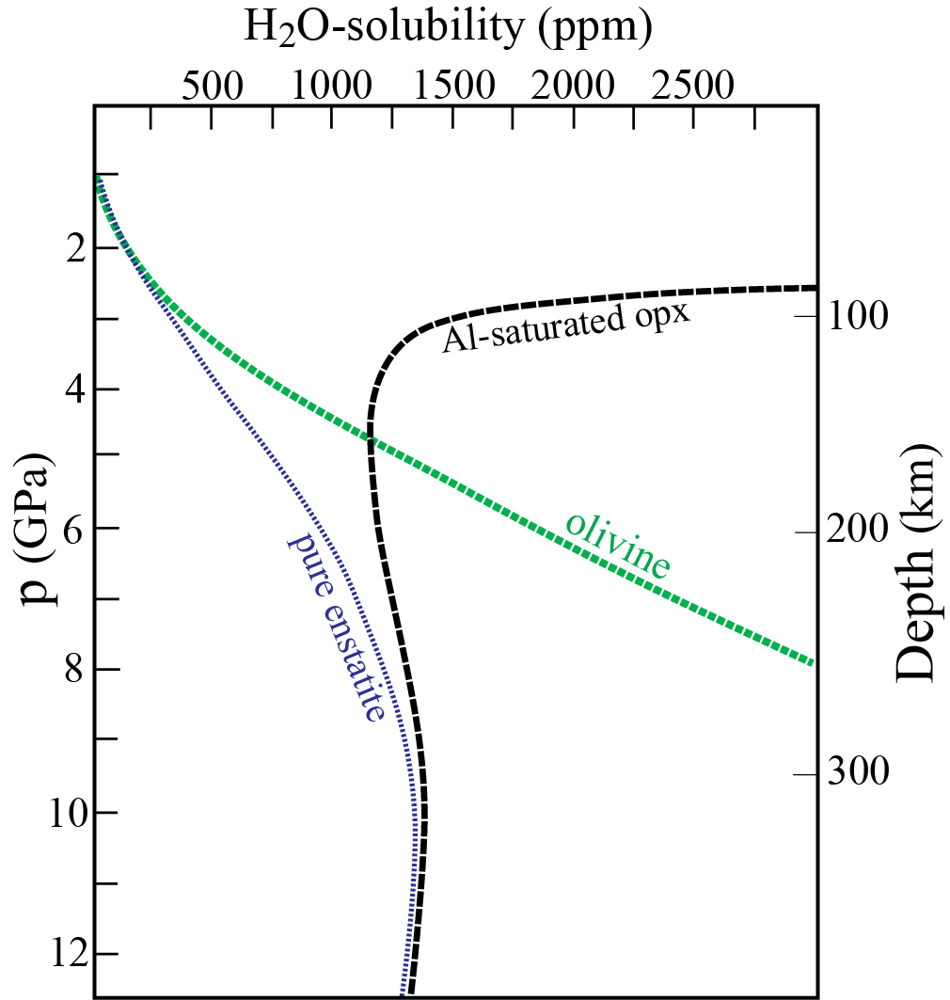 H₂O-solubility (ppm)
500 1000 1500 2000 2500
2
4
6
8
10
12
p (GPa)
100
200
300
Depth (km)
Al-saturated opx
olivine
pure enstatite